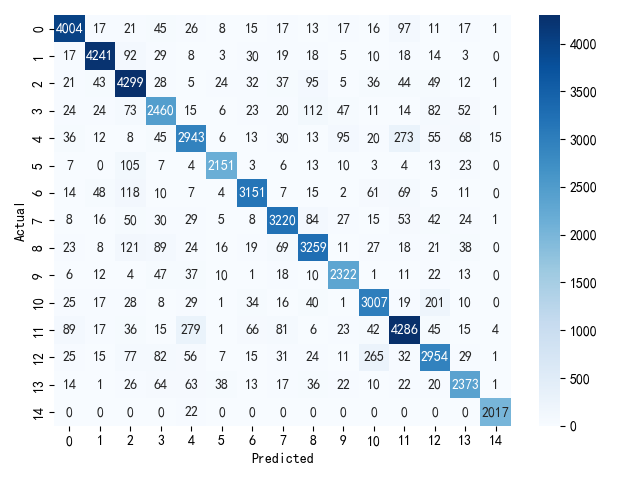 0 4004 17 21 45 26 8 15 17 13 17 16 97 11 17 1
1 17 4241 92 29 8 3 30 19 18 5 10 18 14 3 0
2 21 43 4299 28 5 24 32 37 95 5 36 44 49 12 1
3 24 24 73 2460 15 6 23 20 112 47 11 14 82 52 1
4 36 12 8 45 2943 6 13 30 13 95 20 273 55 68 15
5 7 0 105 7 4 2151 3 6 13 10 3 4 13 23 0
6 14 48 118 10 7 4 3151 7 15 2 61 69 5 11 0
7 8 16 50 30 29 5 8 3220 84 27 15 53 42 24 1
8 23 8 121 89 24 16 19 69 3259 11 27 18 21 38 0
9 6 12 4 47 37 10 1 18 10 2322 1 11 22 13 0
10 25 17 28 8 29 1 34 16 40 1 3007 19 201 10 0
11 89 17 36 15 279 1 66 81 6 23 42 4286 45 15 4
12 25 15 77 82 56 7 15 31 24 11 265 32 2954 29 1
13 14 1 26 64 63 38 13 17 36 22 10 22 20 2373 1
14 0 0 0 0 22 0 0 0 0 0 0 0 0 0 2017
0 1 2 3 4 5 6 7 8 9 10 11 12 13 14
Predicted
Actual
4000
3500
3000
2500
2000
1500
1000
500
0